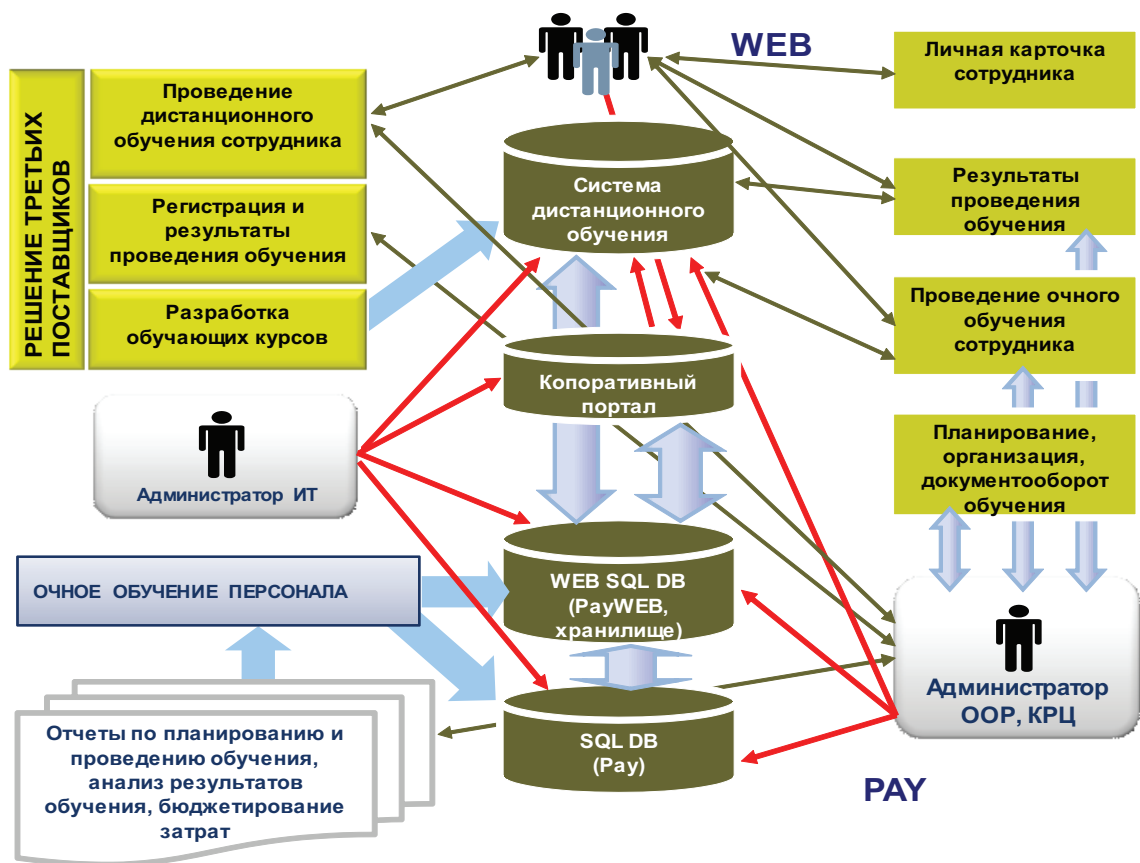 WEB
РЕШЕНИЕ ТРЕТЬИХ
ПОСТАВЩИКОВ
Проведение
дистанционного
обучения сотрудника
Регистрация и
результаты
проведения обучения
Разработка
обучающих курсов
Система
дистанционного
обучения
Копоративный
портал
Личная карточка
сотрудника
Результаты
проведения
обучения
Проведение очного
обучения
сотрудника
Планирование,
организация,
документооборот
обучения
Администратор ИТ
ОЧНОЕ ОБУЧЕНИЕ ПЕРСОНАЛА
WEB SQL DB
(PayWEB,
хранилище)
SQL DB
(Pay)
Администратор
ООР, КРЦ
Отчеты по планированию и
проведению обучения,
анализ результатов
обучения, бюджетирование
затрат
PAY